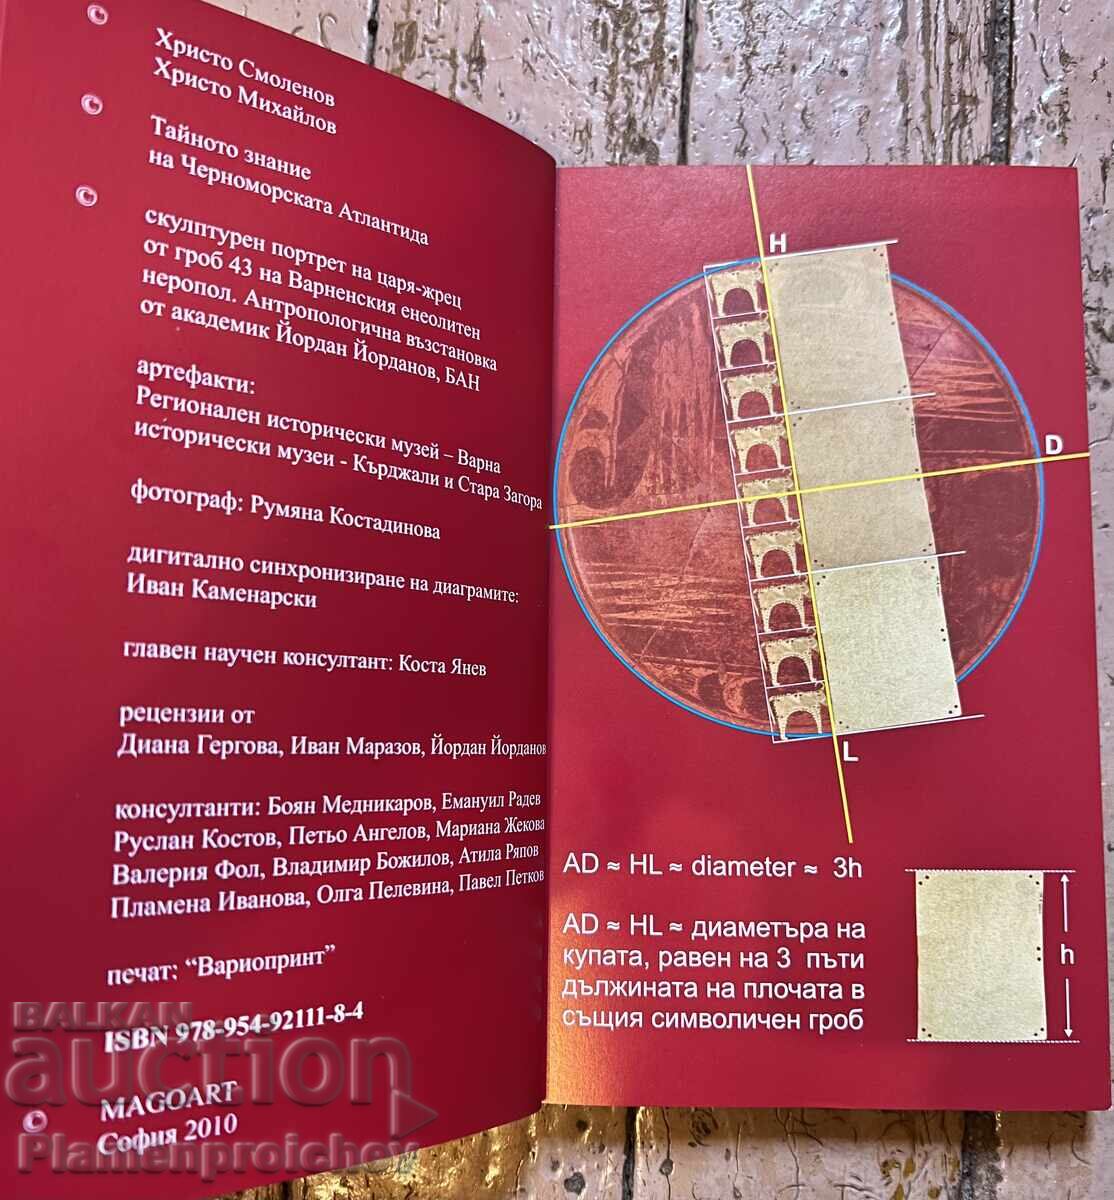 ©
Христо Смоленов
Христо Михайлов
©
Тайното знание
на Черноморската Атлантида
©
скулптурен портрет на царя-жрец
от гроб 43 на Варненския енеолитен
неропол. Антропологична възстановка
от академик Йордан Йорданов, БАН
артефакти:
Регионален исторически музей – Варна
исторически музеи - Кърджали и Стара Загора
фотограф: Румяна Костадинова
дигитално синхронизиране на диаграмите:
Иван Каменарски
главен научен консултант: Коста Янев
рецензии от
Диана Гергова, Иван Маразов, Йордан Йорданов
консултанти: Боян Медникаров, Емануил Радев
Руслан Костов, Петьо Ангелов, Мариана Жекова
Валерия Фол, Владимир Божилов, Атила Ряпов
Пламена Иванова, Олга Пелевина, Павел Петков
печат: “Вариопринт”
ISBN 978-954-92111-8-4
©
MAGOART
София 2010
H
D
L
AD ≈ HL ≈ diameter ≈ 3h
AD ≈ HL ≈ диаметъра на
купата, равен на 3 пъти
дължината на плочата в
същия символичен гроб
h
BALKAN
auction
Plamenproichev